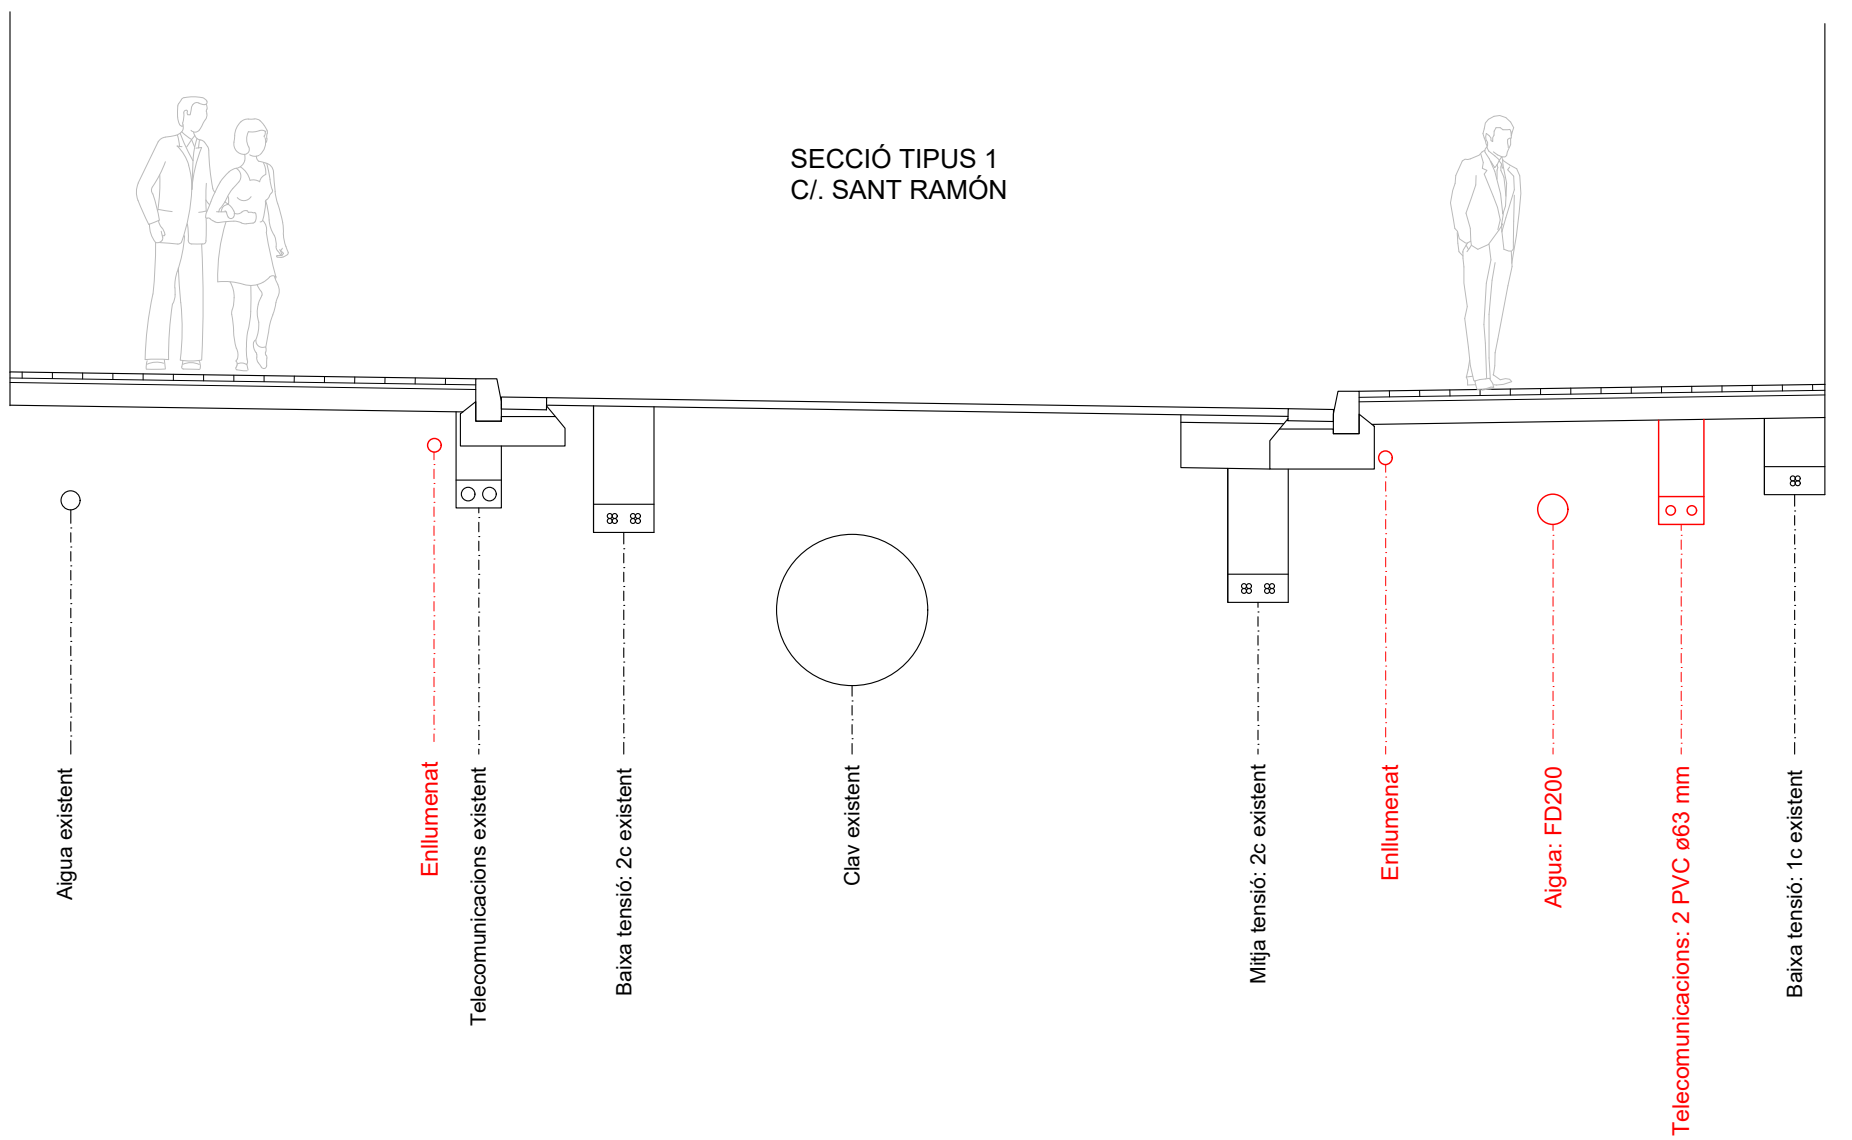 SECCIÓ TIPUS 1
C/. SANT RAMÓN
Aigua existent
Enllumenat
Telecomunicacions existent
Baixa tensió: 2c existent
Clav existent
Mitja tensió: 2c existent
Enllumenat
Aigua: FD200
Telecomunicacions: 2 PVC ø63 mm
Baixa tensió: 1c existent